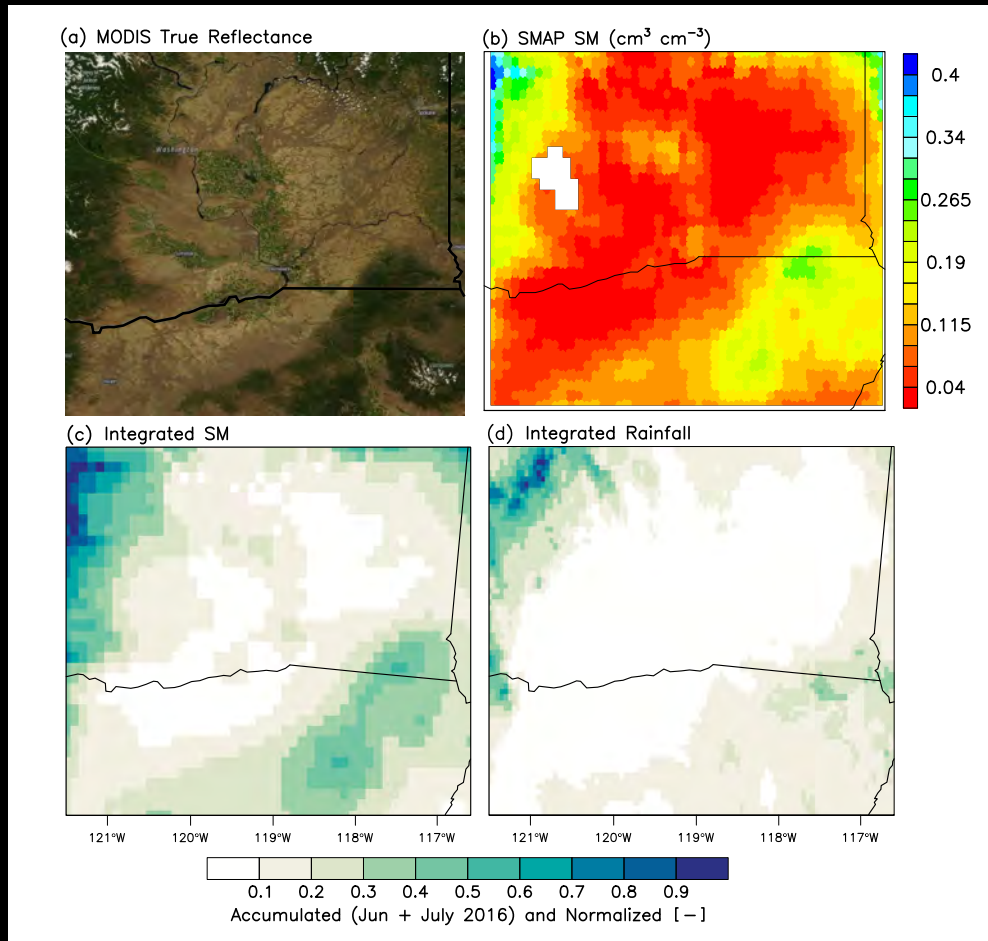 (a) MODIS True Reflectance
Washington
(b) SMAP SM (cm³ cm⁻³)
0.4
0.34
0.265
0.19
0.115
0.04
(c) Integrated SM
(d) Integrated Rainfall
121°W 120°W 119°W 118°W 117°W
121°W 120°W 119°W 118°W 117°W
0.1 0.2 0.3 0.4 0.5 0.6 0.7 0.8 0.9
Accumulated (Jun + July 2016) and Normalized [-]